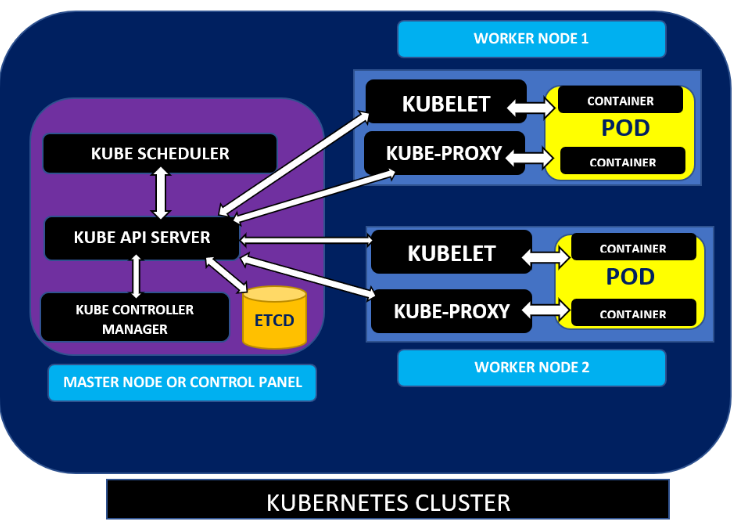 WORKER NODE 1
KUBELET
CONTAINER
POD
KUBE-PROXY
CONTAINER
KUBE SCHEDULER
KUBE API SERVER
KUBE CONTROLLER
MANAGER
ETCD
MASTER NODE OR CONTROL PANEL
KUBELET
CONTAINER
POD
KUBE-PROXY
CONTAINER
WORKER NODE 2
KUBERNETES CLUSTER